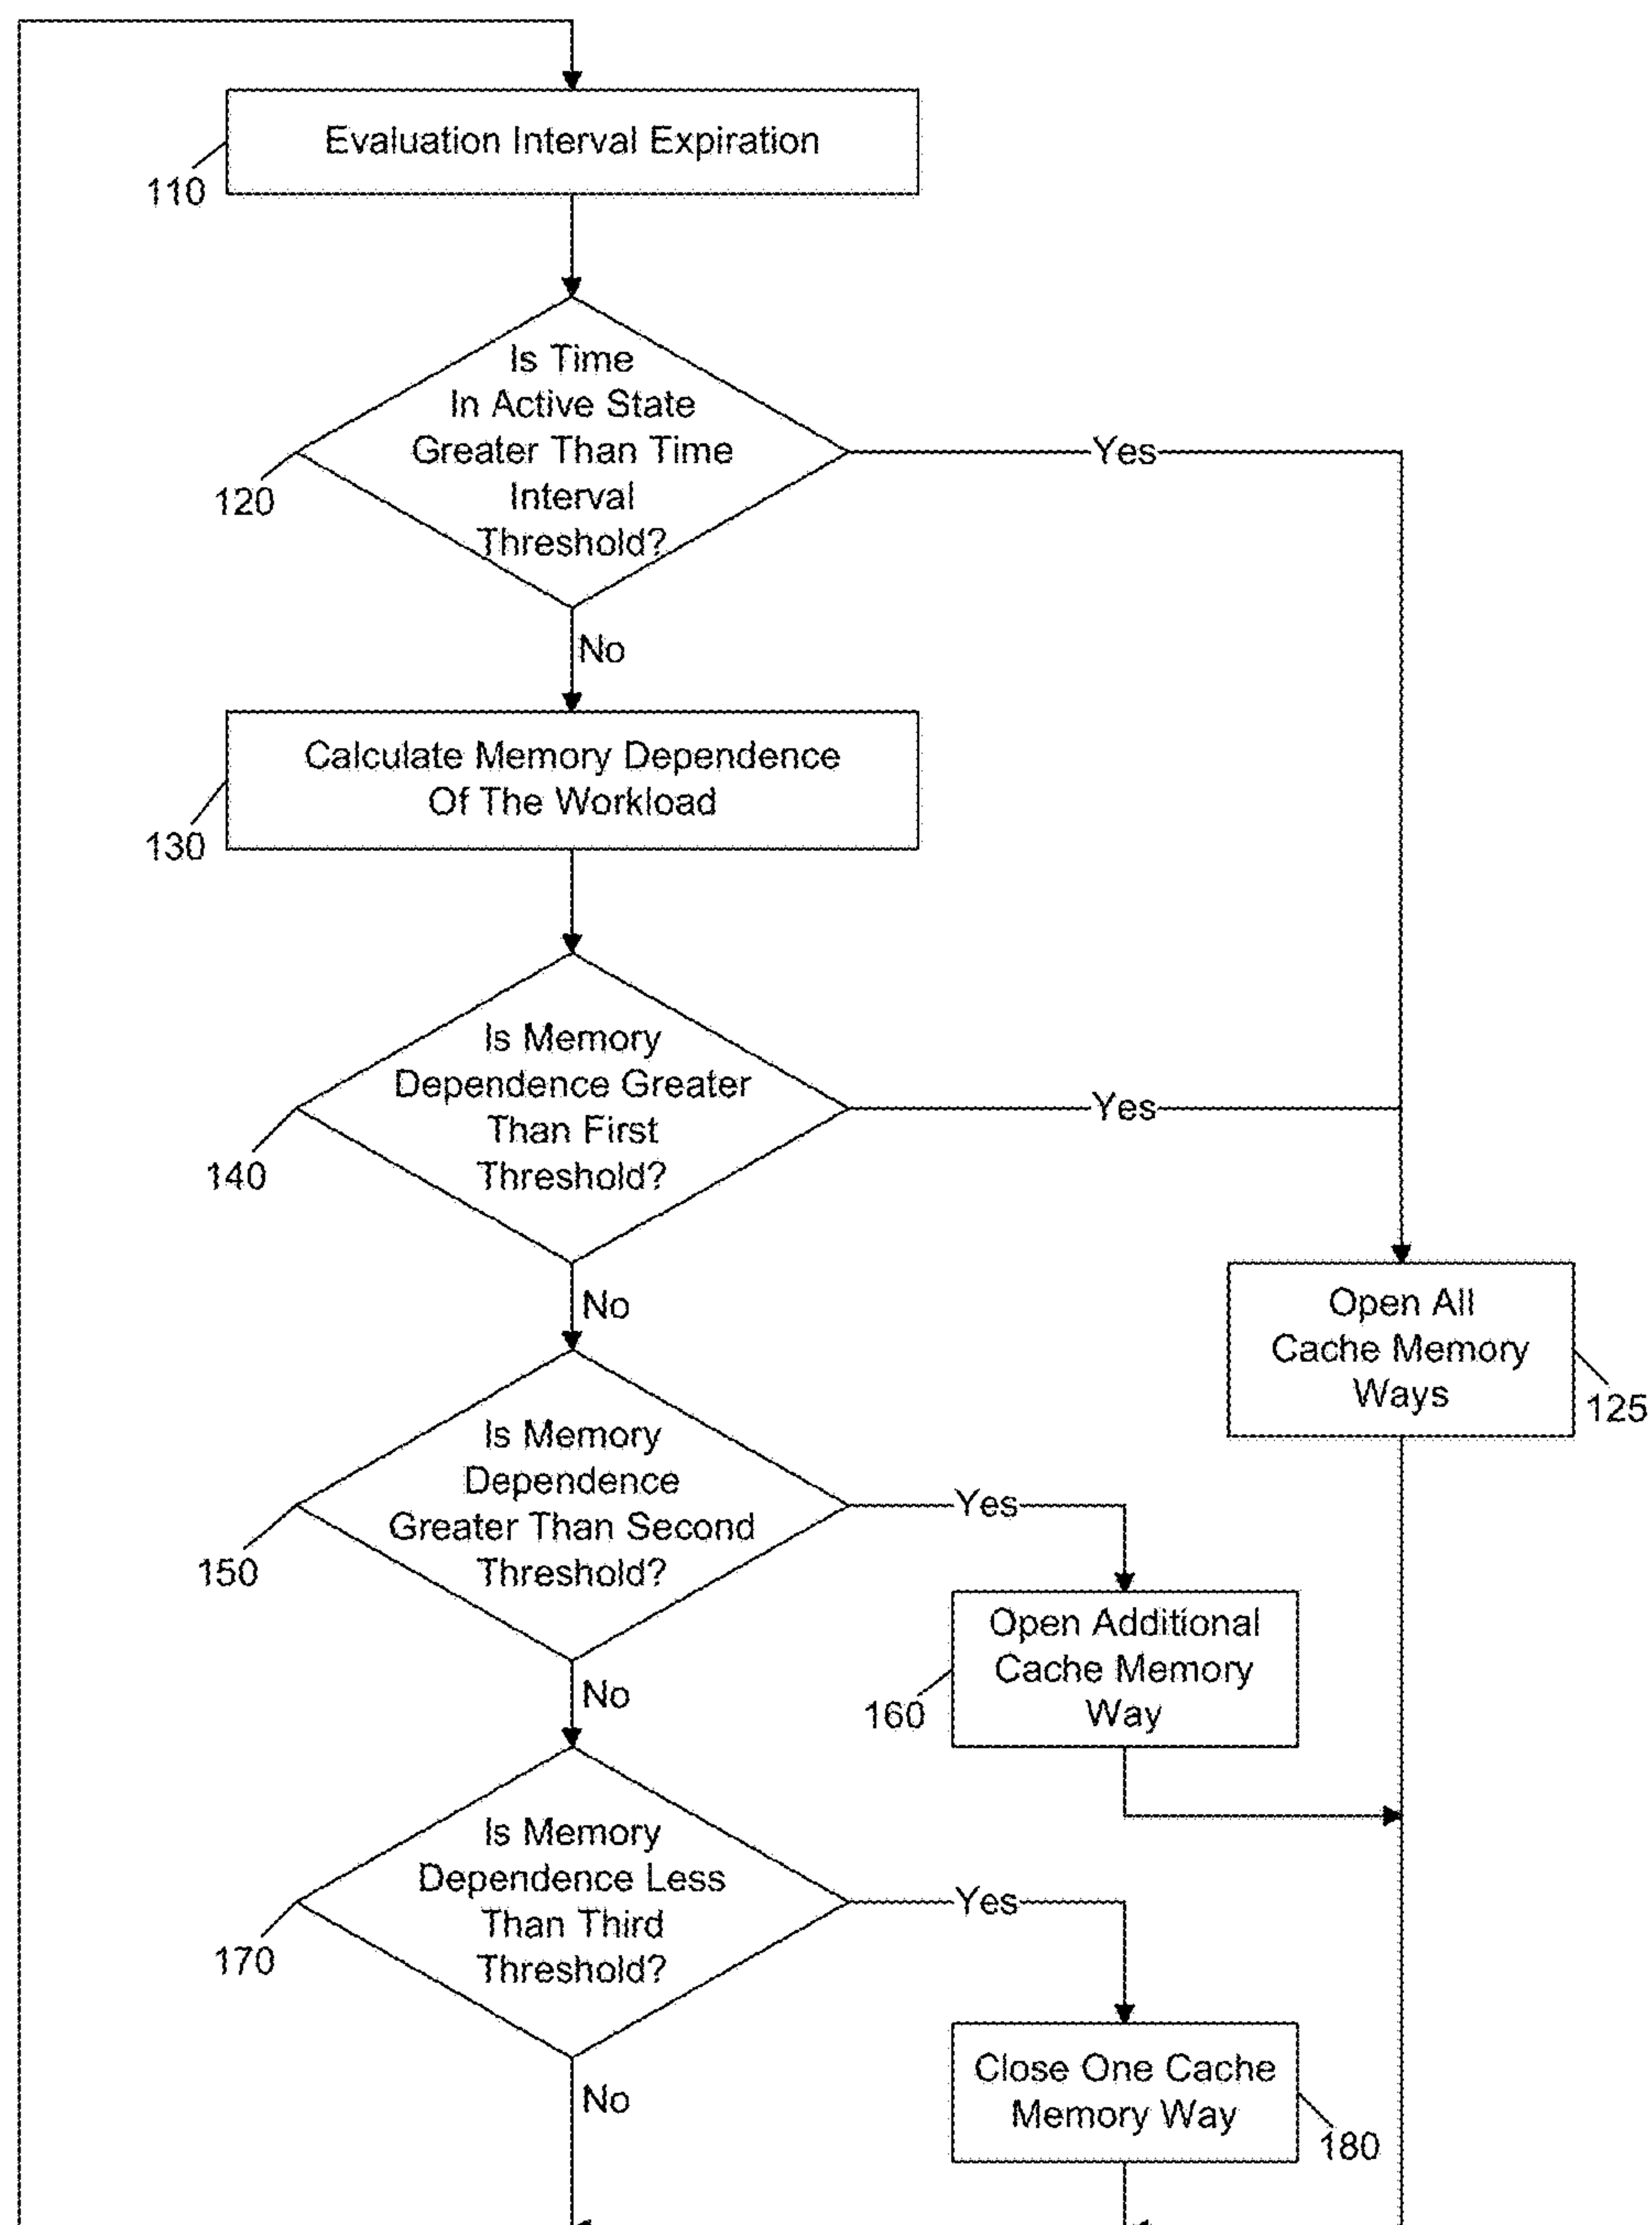 Evaluation Interval Expiration
110
Is Time
In Active State
Greater Than Time
Interval
Threshold?
Yes
120
No
Calculate Memory Dependence
Of The Workload
130
Is Memory
Dependence Greater
Than First
Threshold?
Yes
140
No
Open All
Cache Memory
Ways
125
Is Memory
Dependence
Greater Than Second
Threshold?
Yes
150
Open Additional
Cache Memory
Way
160
No
Is Memory
Dependence Less
Than Third
Threshold?
Yes
170
No
Close One Cache
Memory Way
180